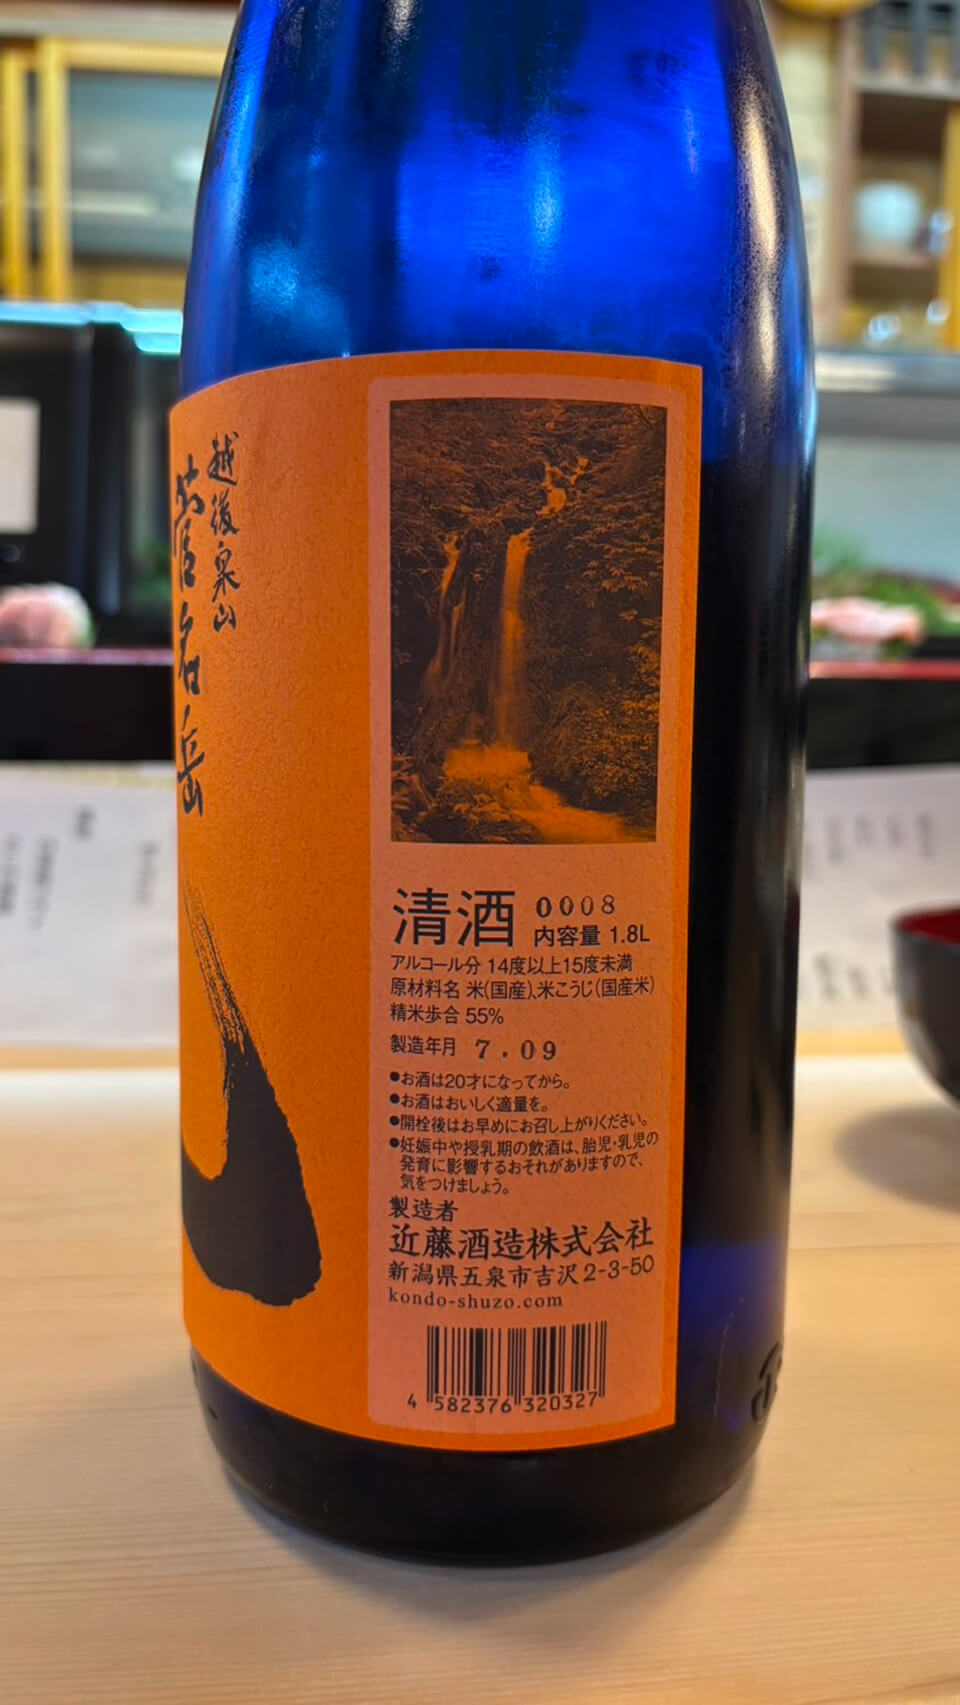 越後泉山
菅名岳
清酒 0008
内容量 1.8L
アルコール分 14度以上15度未満
原材料名 米(国産)、米こうじ(国産米)
精米歩合 55%
製造年月 7.09
●お酒は20才になってから。
●お酒はおいしく適量を。
●開栓後はお早めにお召し上がりください。
●妊娠中や授乳期の飲酒は、胎児・乳児の
発育に影響するおそれがありますので、
気をつけましょう。
製造者
近藤酒造株式会社
新潟県五泉市吉沢2-3-50
kondo-shuzo.com
4 582376 320327